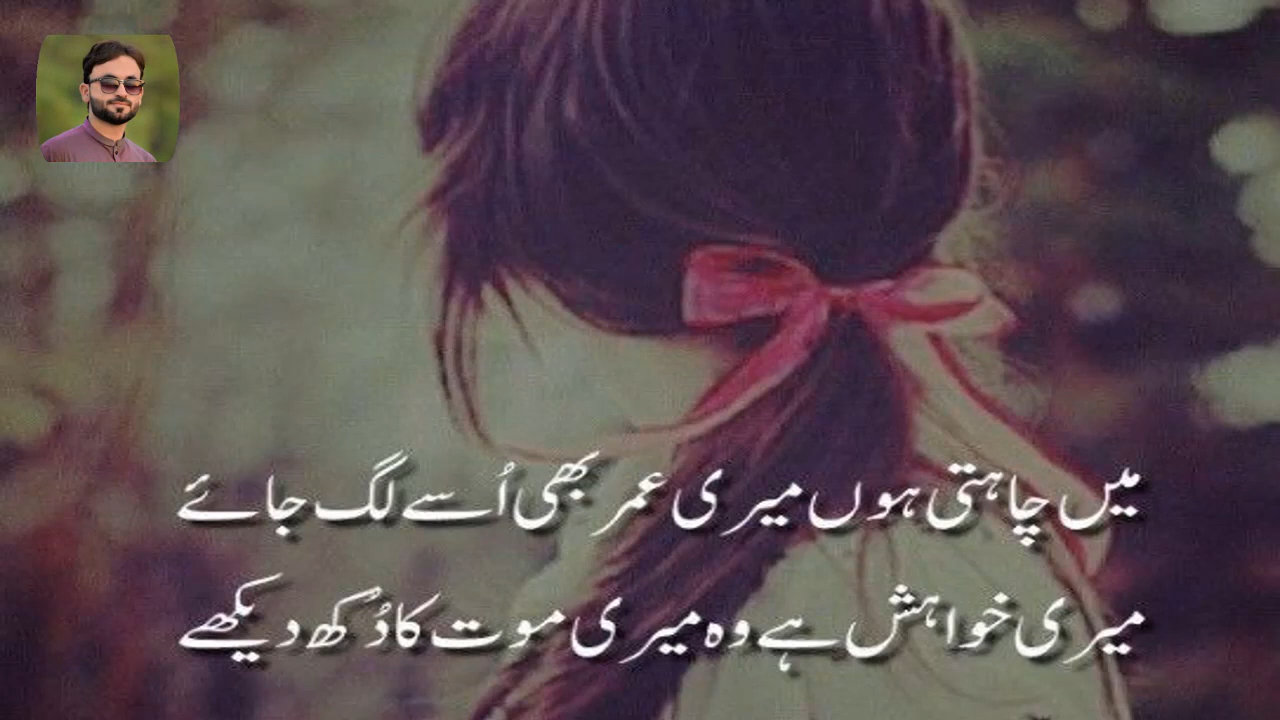 میں چاہتی ہوں میری عمر بھی اُسے لگ جائے
میری خواہش ہے وہ میری موت کا دُکھ دیکھے